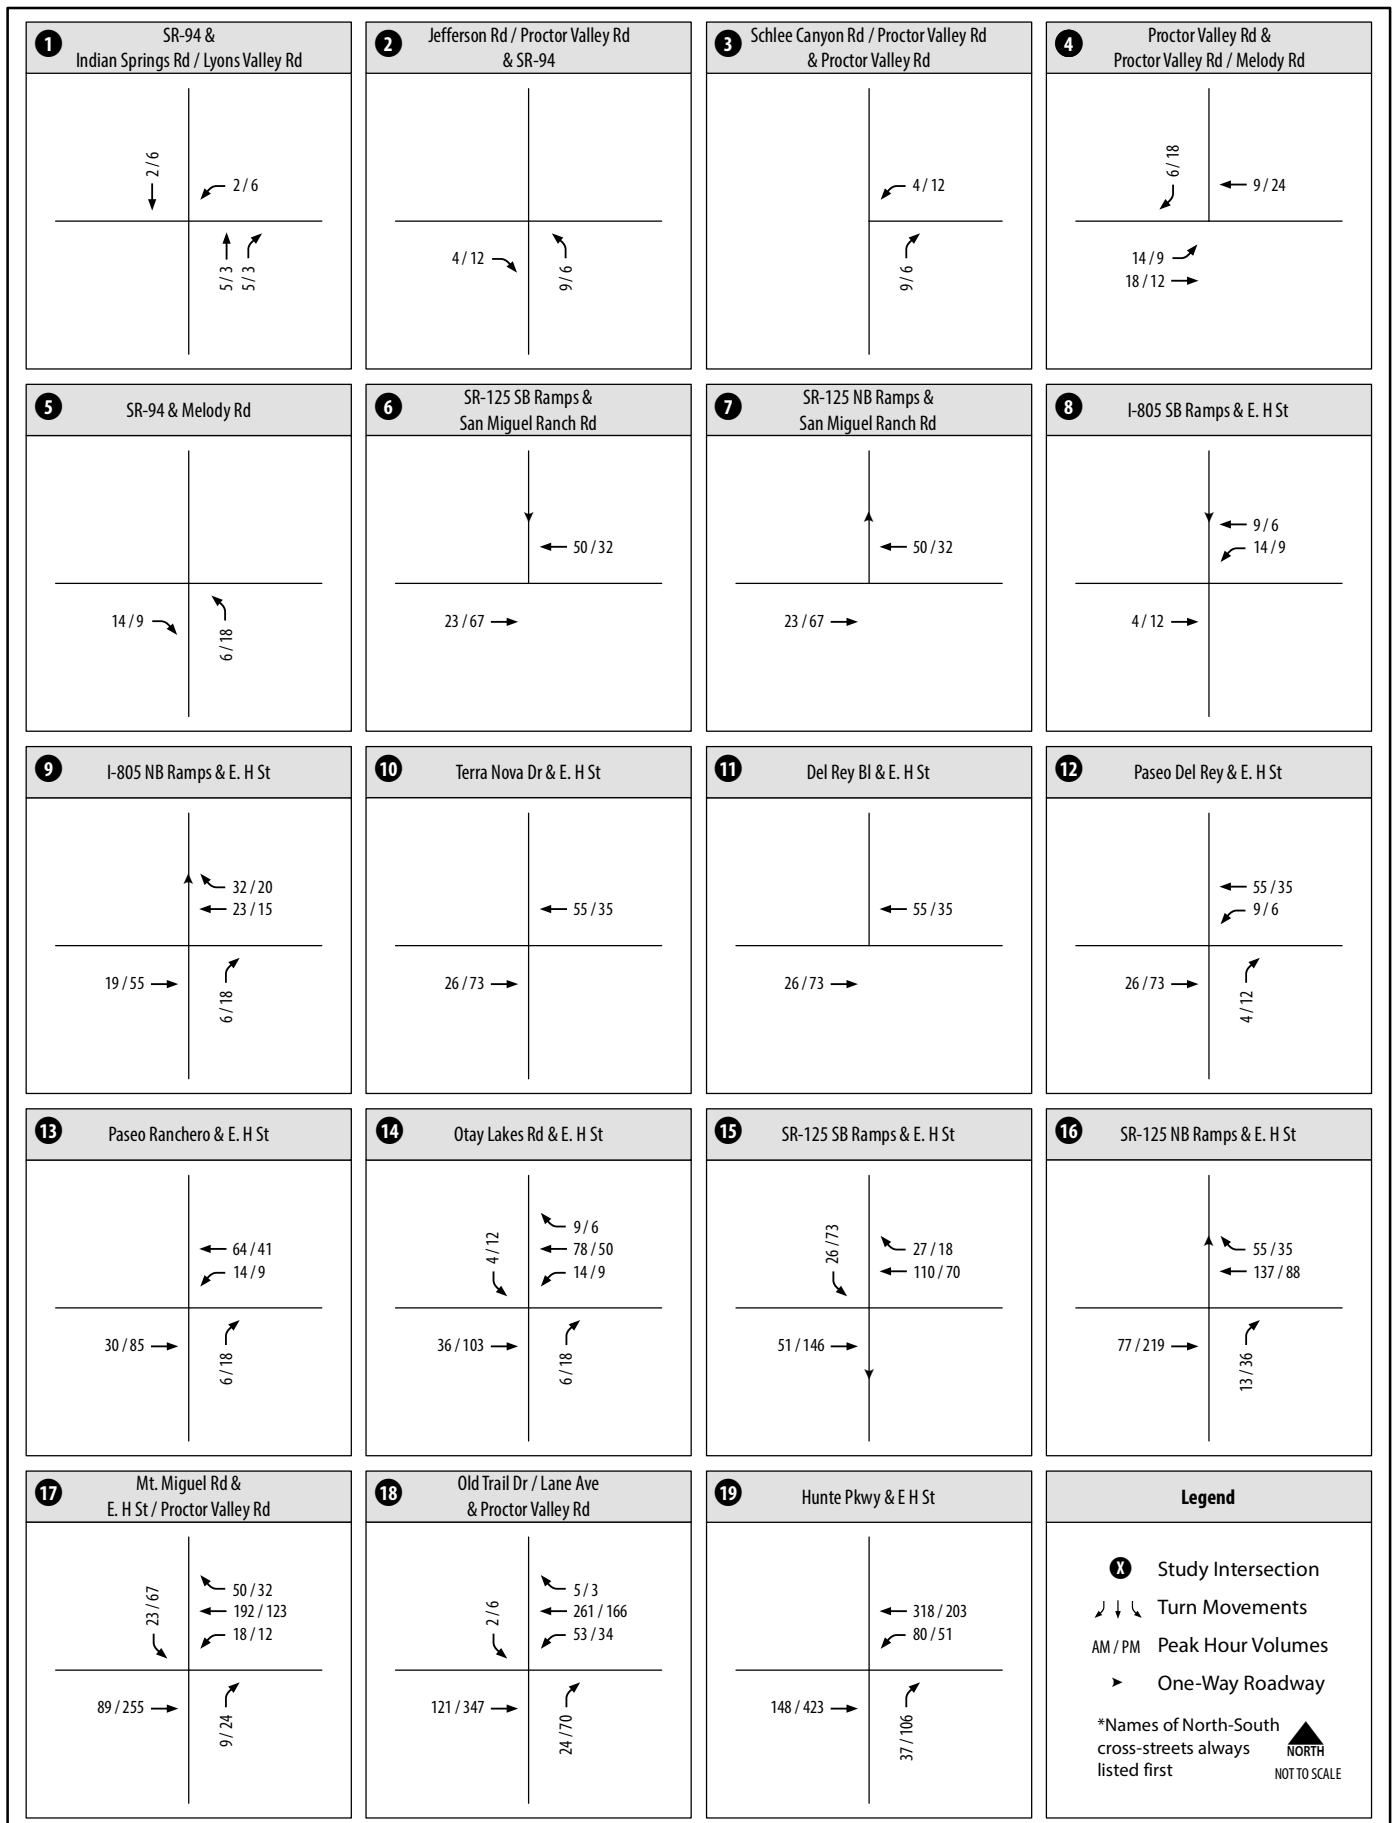 1
SR-94 &
Indian Springs Rd / Lyons Valley Rd
2 / 6
2 / 6
5 / 3
5 / 3
2
Jefferson Rd / Proctor Valley Rd
& SR-94
4 / 12
9 / 6
3
Schlee Canyon Rd / Proctor Valley Rd
& Proctor Valley Rd
4 / 12
9 / 6
4
Proctor Valley Rd &
Proctor Valley Rd / Melody Rd
6 / 18
9 / 24
14 / 9
18 / 12
5
SR-94 & Melody Rd
14 / 9
6 / 18
6
SR-125 SB Ramps &
San Miguel Ranch Rd
50 / 32
23 / 67
7
SR-125 NB Ramps &
San Miguel Ranch Rd
50 / 32
23 / 67
8
I-805 SB Ramps & E. H St
9 / 6
14 / 9
4 / 12
9
I-805 NB Ramps & E. H St
32 / 20
23 / 15
19 / 55
6 / 18
10
Terra Nova Dr & E. H St
55 / 35
26 / 73
11
Del Rey Bl & E. H St
55 / 35
26 / 73
12
Paseo Del Rey & E. H St
55 / 35
9 / 6
26 / 73
4 / 12
13
Paseo Ranchero & E. H St
64 / 41
14 / 9
30 / 85
6 / 18
14
Otay Lakes Rd & E. H St
4 / 12
9 / 6
78 / 50
14 / 9
36 / 103
6 / 18
15
SR-125 SB Ramps & E. H St
26 / 73
27 / 18
110 / 70
51 / 146
16
SR-125 NB Ramps & E. H St
55 / 35
137 / 88
77 / 219
13 / 36
17
Mt. Miguel Rd &
E. H St / Proctor Valley Rd
23 / 67
50 / 32
192 / 123
18 / 12
89 / 255
9 / 24
18
Old Trail Dr / Lane Ave
& Proctor Valley Rd
2 / 6
5 / 3
261 / 166
53 / 34
121 / 347
24 / 70
19
Hunte Pkwy & E H St
318 / 203
80 / 51
148 / 423
37 / 106
Legend
X Study Intersection
Turn Movements
AM / PM Peak Hour Volumes
One-Way Roadway
*Names of North-South
cross-streets always
listed first
NORTH
NOT TO SCALE